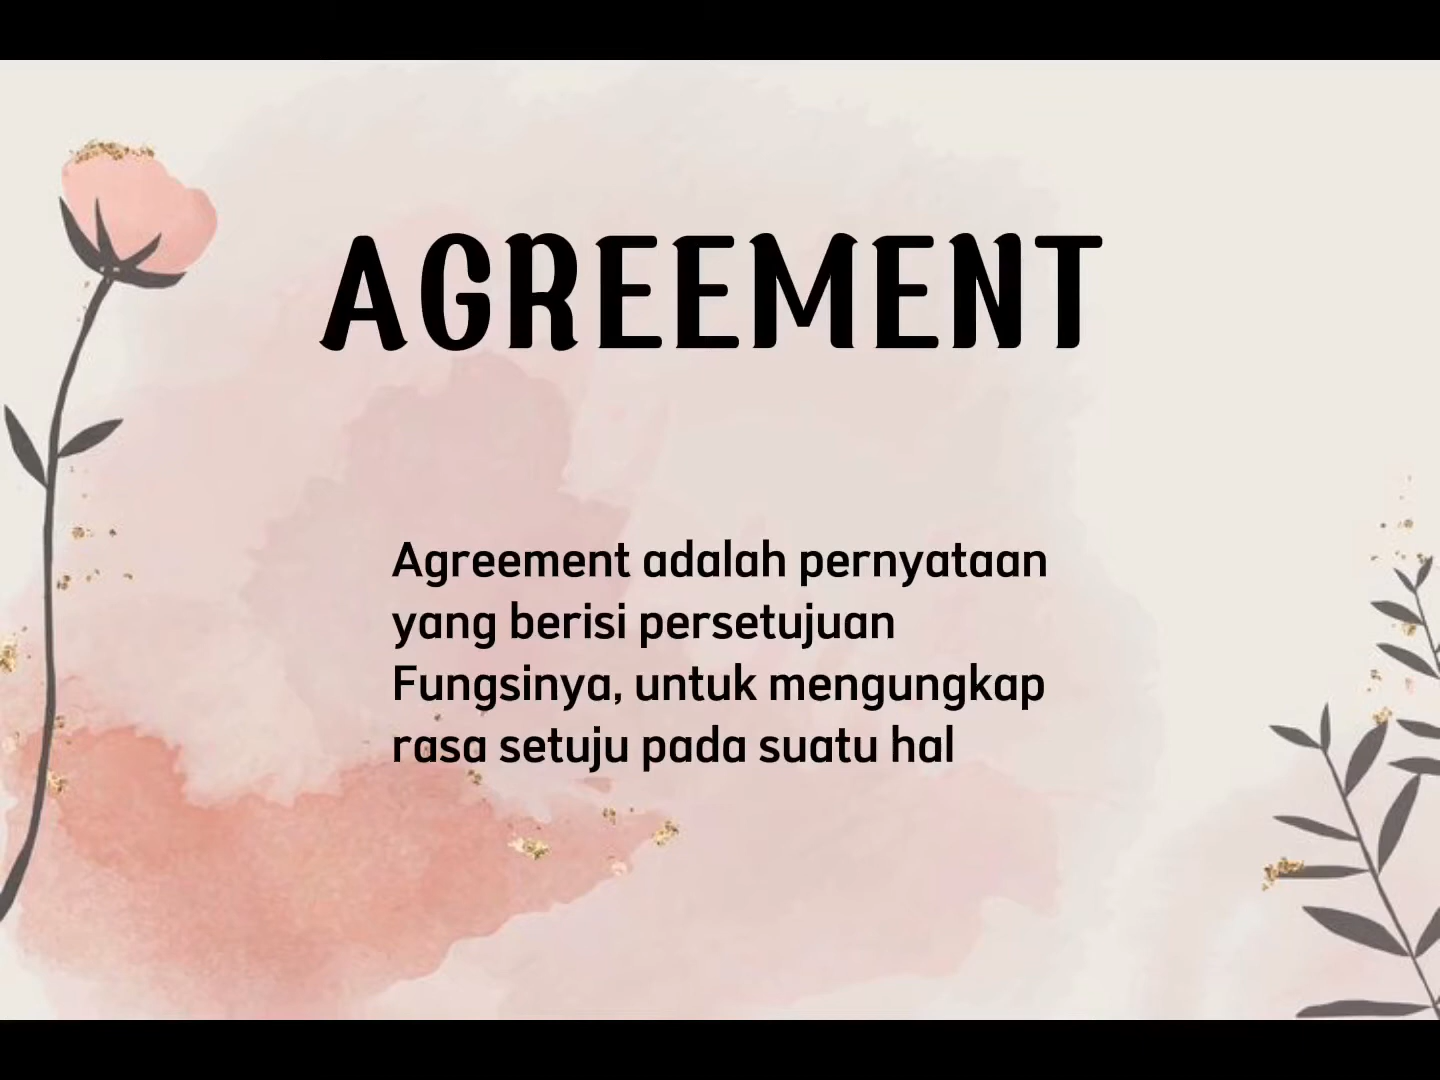 AGREEMENT
Agreement adalah pernyataan
yang berisi persetujuan
Fungsinya, untuk mengungkap
rasa setuju pada suatu hal